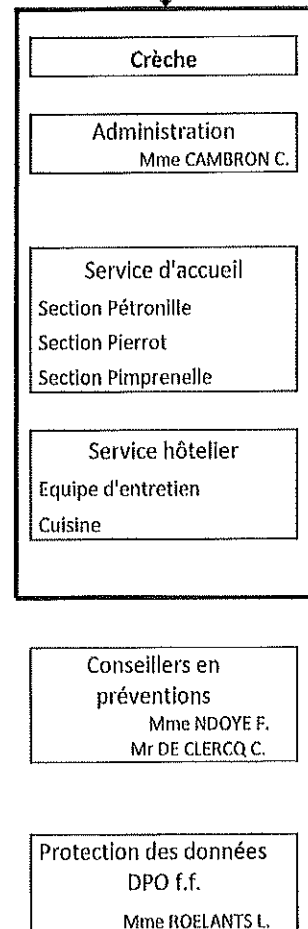 Crèche
Administration
Mme CAMBRON C.
Service d'accueil
Section Pétronille
Section Pierrot
Section Pimprenelle
Service hôtelier
Equipe d'entretien
Cuisine
Conseillers en
préventions
Mme NDOYE F.
Mr DE CLERCQ C.
Protection des données
DPO f.f.
Mme ROELANTS L.